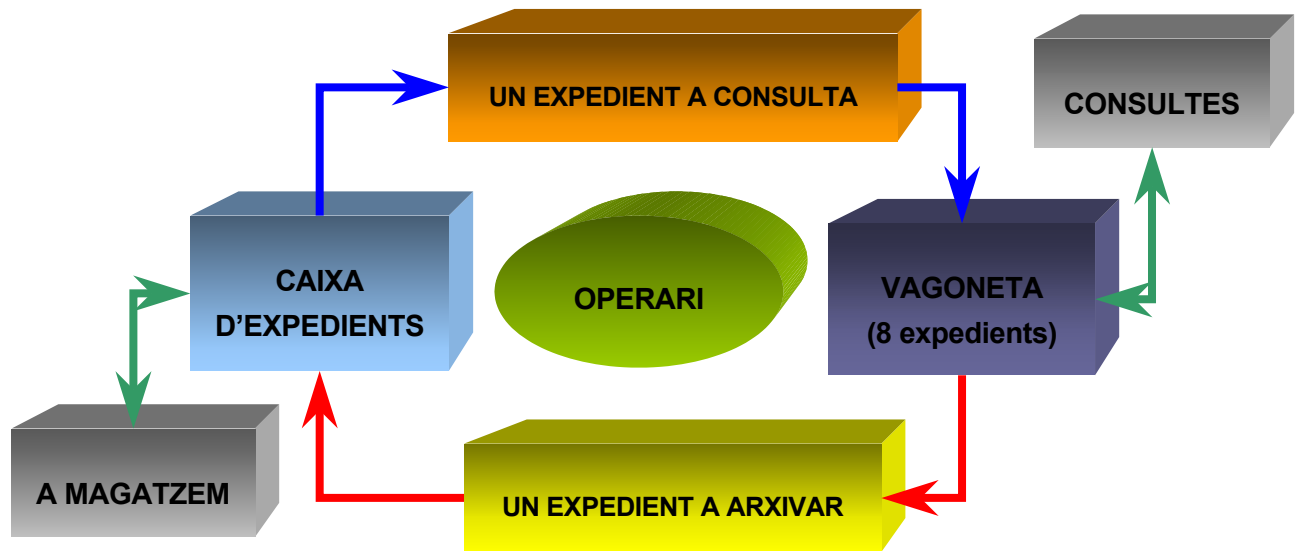 UN EXPEDIENT A CONSULTA
CONSULTES
CAIXA
D’EXPEDIENTS
OPERARI
VAGONETA
(8 expedients)
A MAGATZEM
UN EXPEDIENT A ARXIVAR